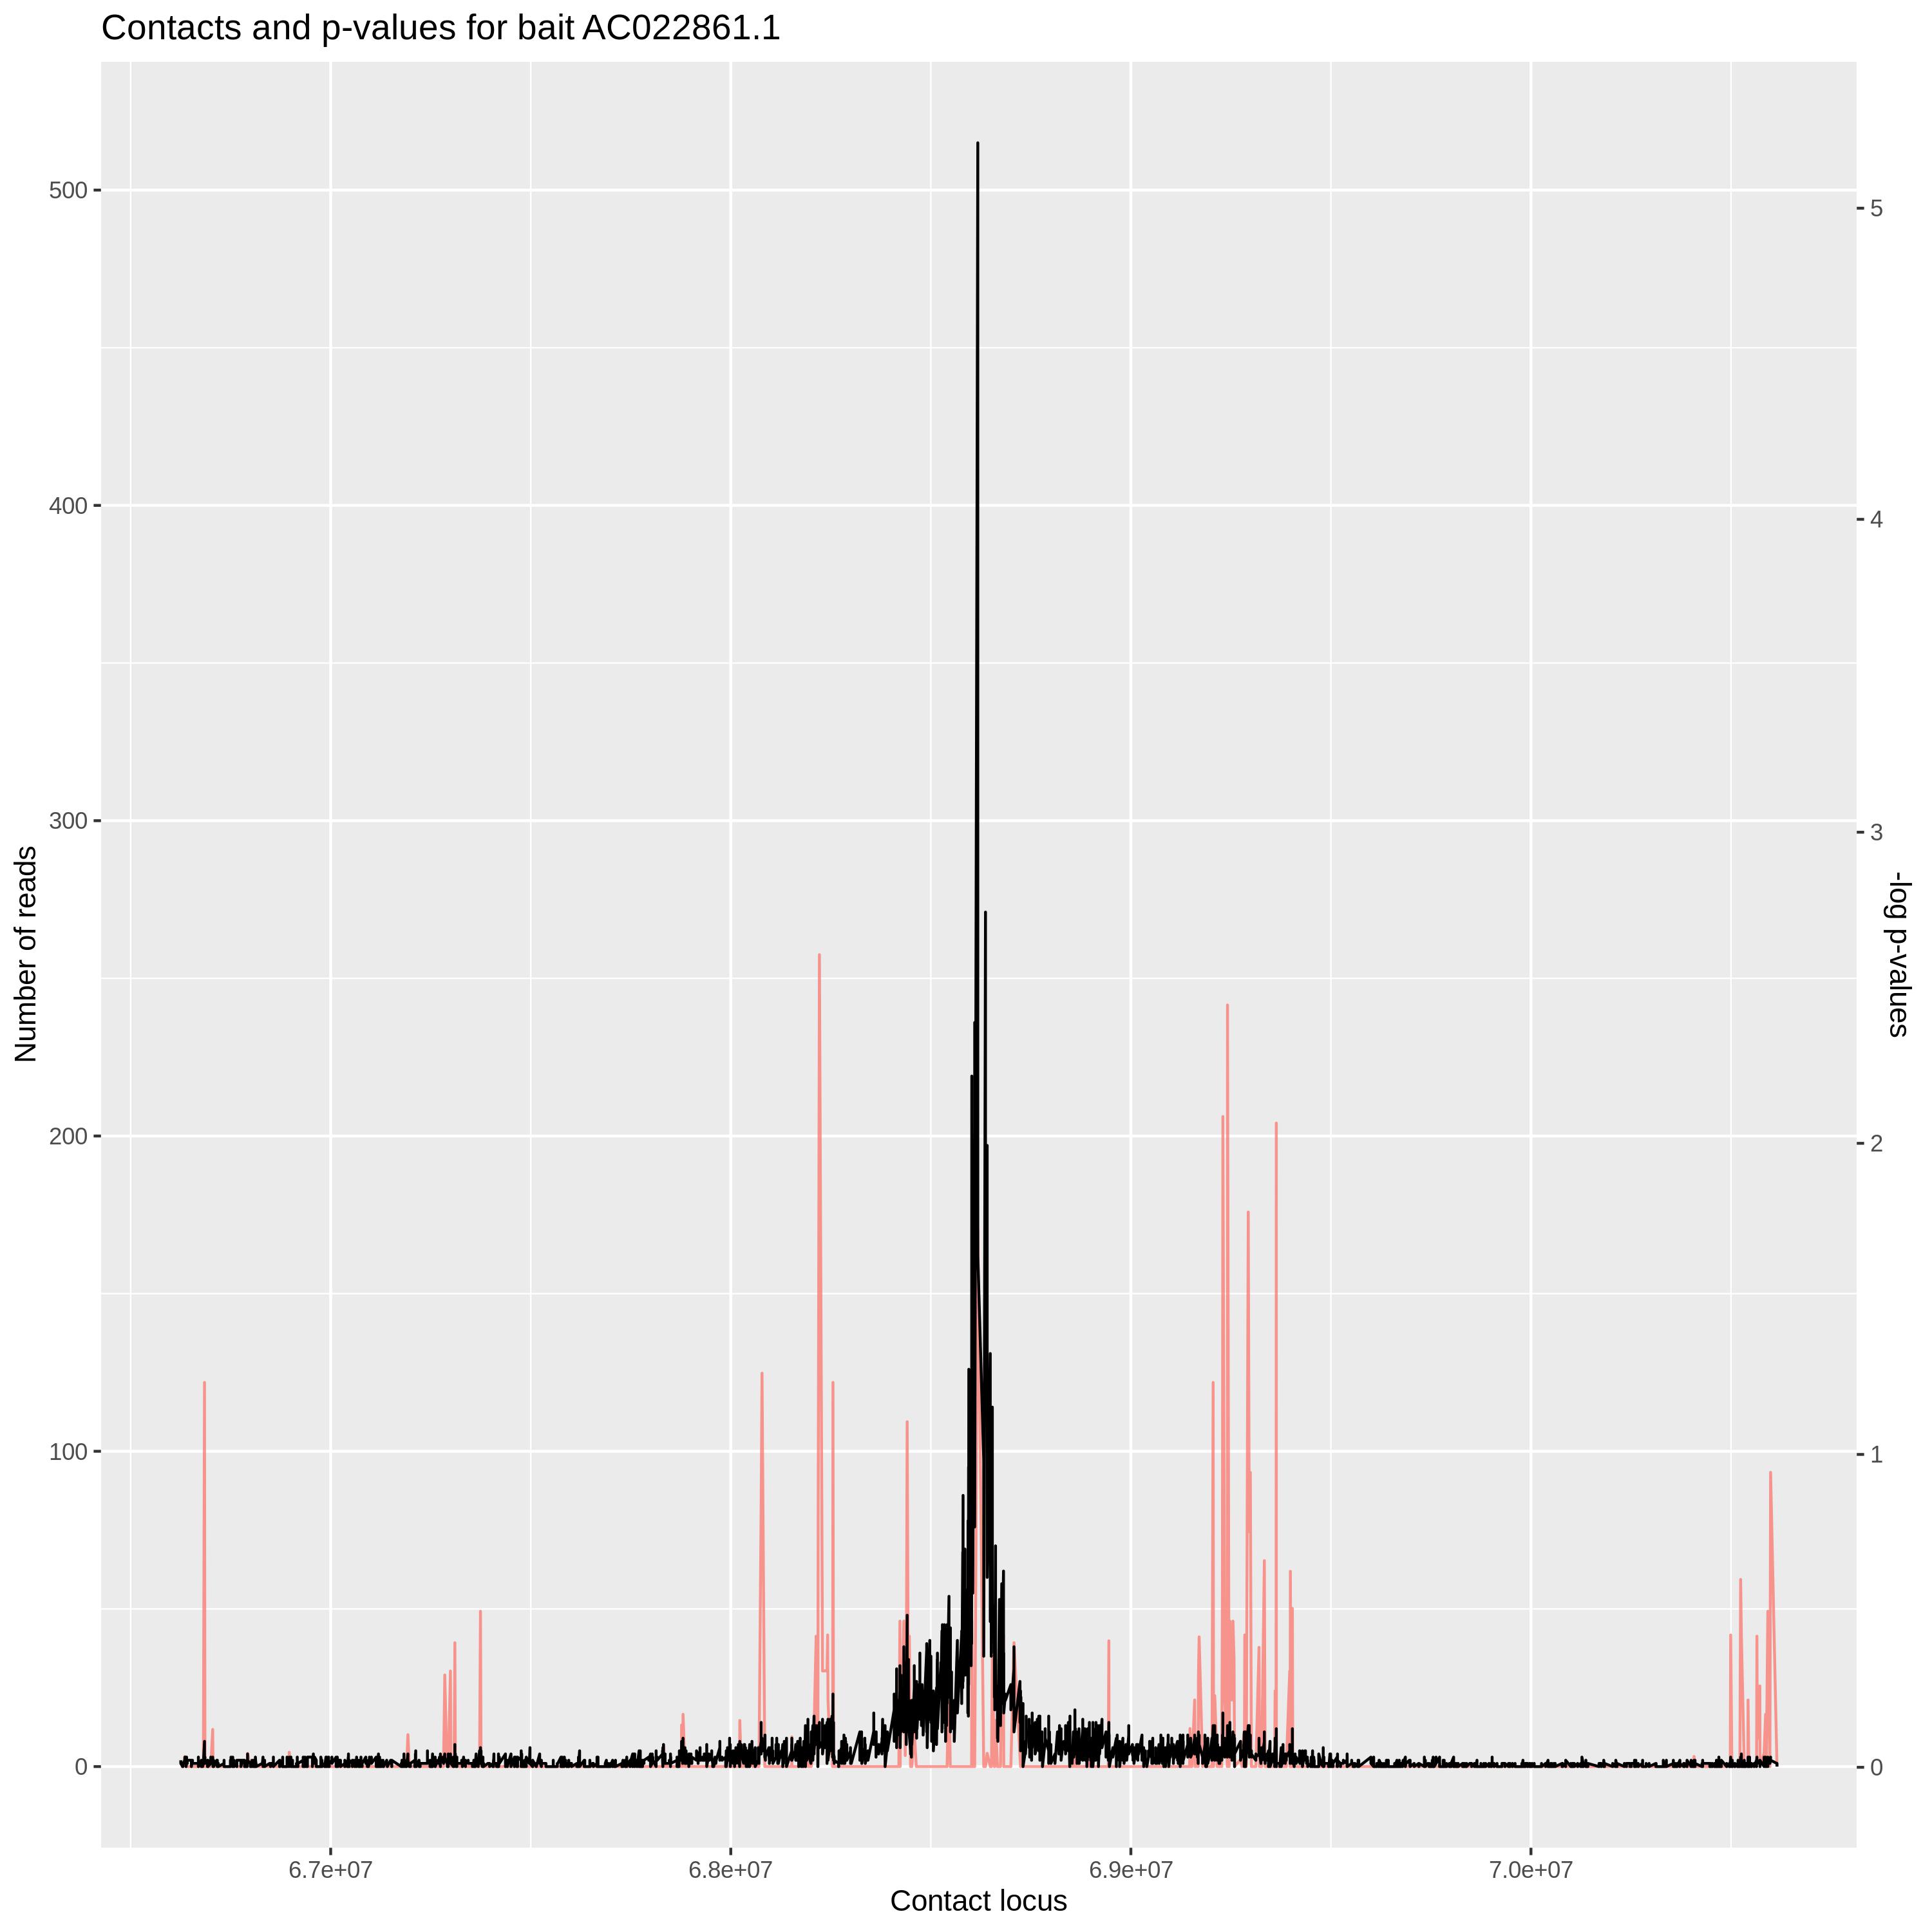 Contacts and p-values for bait AC022861.1
Number of reads
500
400
300
200
100
0
5
4
3
2
1
0
-log p-values
6.7e+07
6.8e+07
6.9e+07
7.0e+07
Contact locus